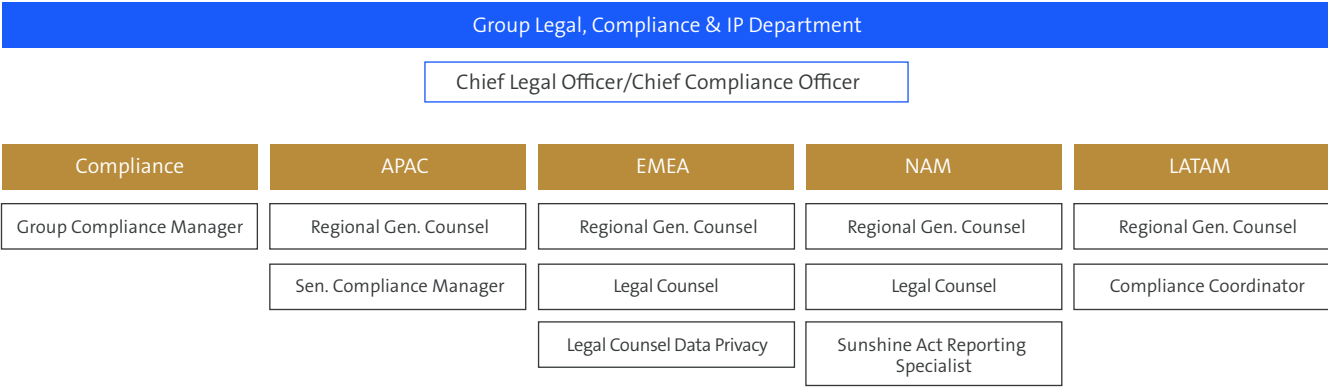 Group Legal, Compliance & IP Department
Chief Legal Officer/Chief Compliance Officer
Compliance
APAC
EMEA
NAM
LATAM
Group Compliance Manager
Regional Gen. Counsel
Regional Gen. Counsel
Regional Gen. Counsel
Regional Gen. Counsel
Sen. Compliance Manager
Legal Counsel
Legal Counsel
Compliance Coordinator
Legal Counsel Data Privacy
Sunshine Act Reporting
Specialist